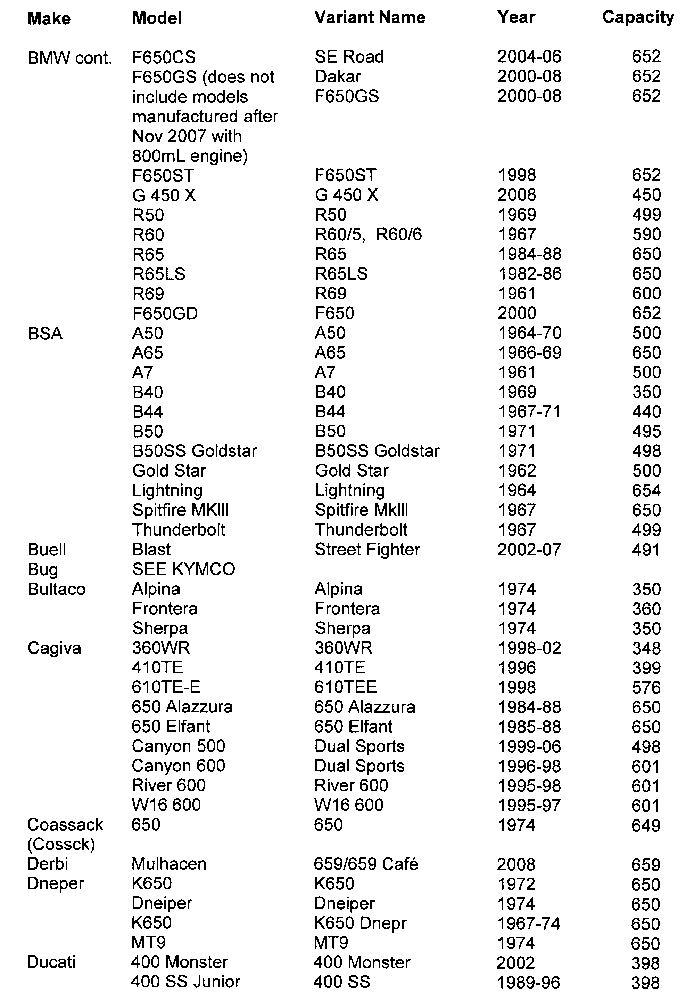 Make Model Variant Name Year Capacity
BMW cont. F650CS SE Road 2004-06 652
F650GS (does not Dakar 2000-08 652
include models F650GS 2000-08 652
manufactured after
Nov 2007 with
800mL engine)
F650ST F650ST 1998 652
G 450 X G 450 X 2008 450
R50 R50 1969 499
R60 R60/5, R60/6 1967 590
R65 R65 1984-88 650
R65LS R65LS 1982-86 650
R69 R69 1961 600
F650GD F650 2000 652
BSA A50 A50 1964-70 500
A65 A65 1966-69 650
A7 A7 1961 500
B40 B40 1969 350
B44 B44 1967-71 440
B50 B50 1971 495
B50SS Goldstar B50SS Goldstar 1971 498
Gold Star Gold Star 1962 500
Lightning Lightning 1964 654
Spitfire MKIII Spitfire MkIII 1967 650
Thunderbolt Thunderbolt 1967 499
Buell Blast Street Fighter 2002-07 491
Bug SEE KYMCO
Bultaco Alpina Alpina 1974 350
Frontera Frontera 1974 360
Sherpa Sherpa 1974 350
Cagiva 360WR 360WR 1998-02 348
410TE 410TE 1996 399
610TE-E 610TEE 1998 576
650 Alazzura 650 Alazzura 1984-88 650
650 Elfant 650 Elfant 1985-88 650
Canyon 500 Dual Sports 1999-06 498
Canyon 600 Dual Sports 1996-98 601
River 600 River 600 1995-98 601
W16 600 W16 600 1995-97 601
Coassack 650 650 1974 649
(Cossck)
Derbi Mulhacen 659/659 Café 2008 659
Dneper K650 K650 1972 650
Dneiper Dneiper 1974 650
K650 K650 Dnepr 1967-74 650
MT9 MT9 1974 650
Ducati 400 Monster 400 Monster 2002 398
400 SS Junior 400 SS 1989-96 398